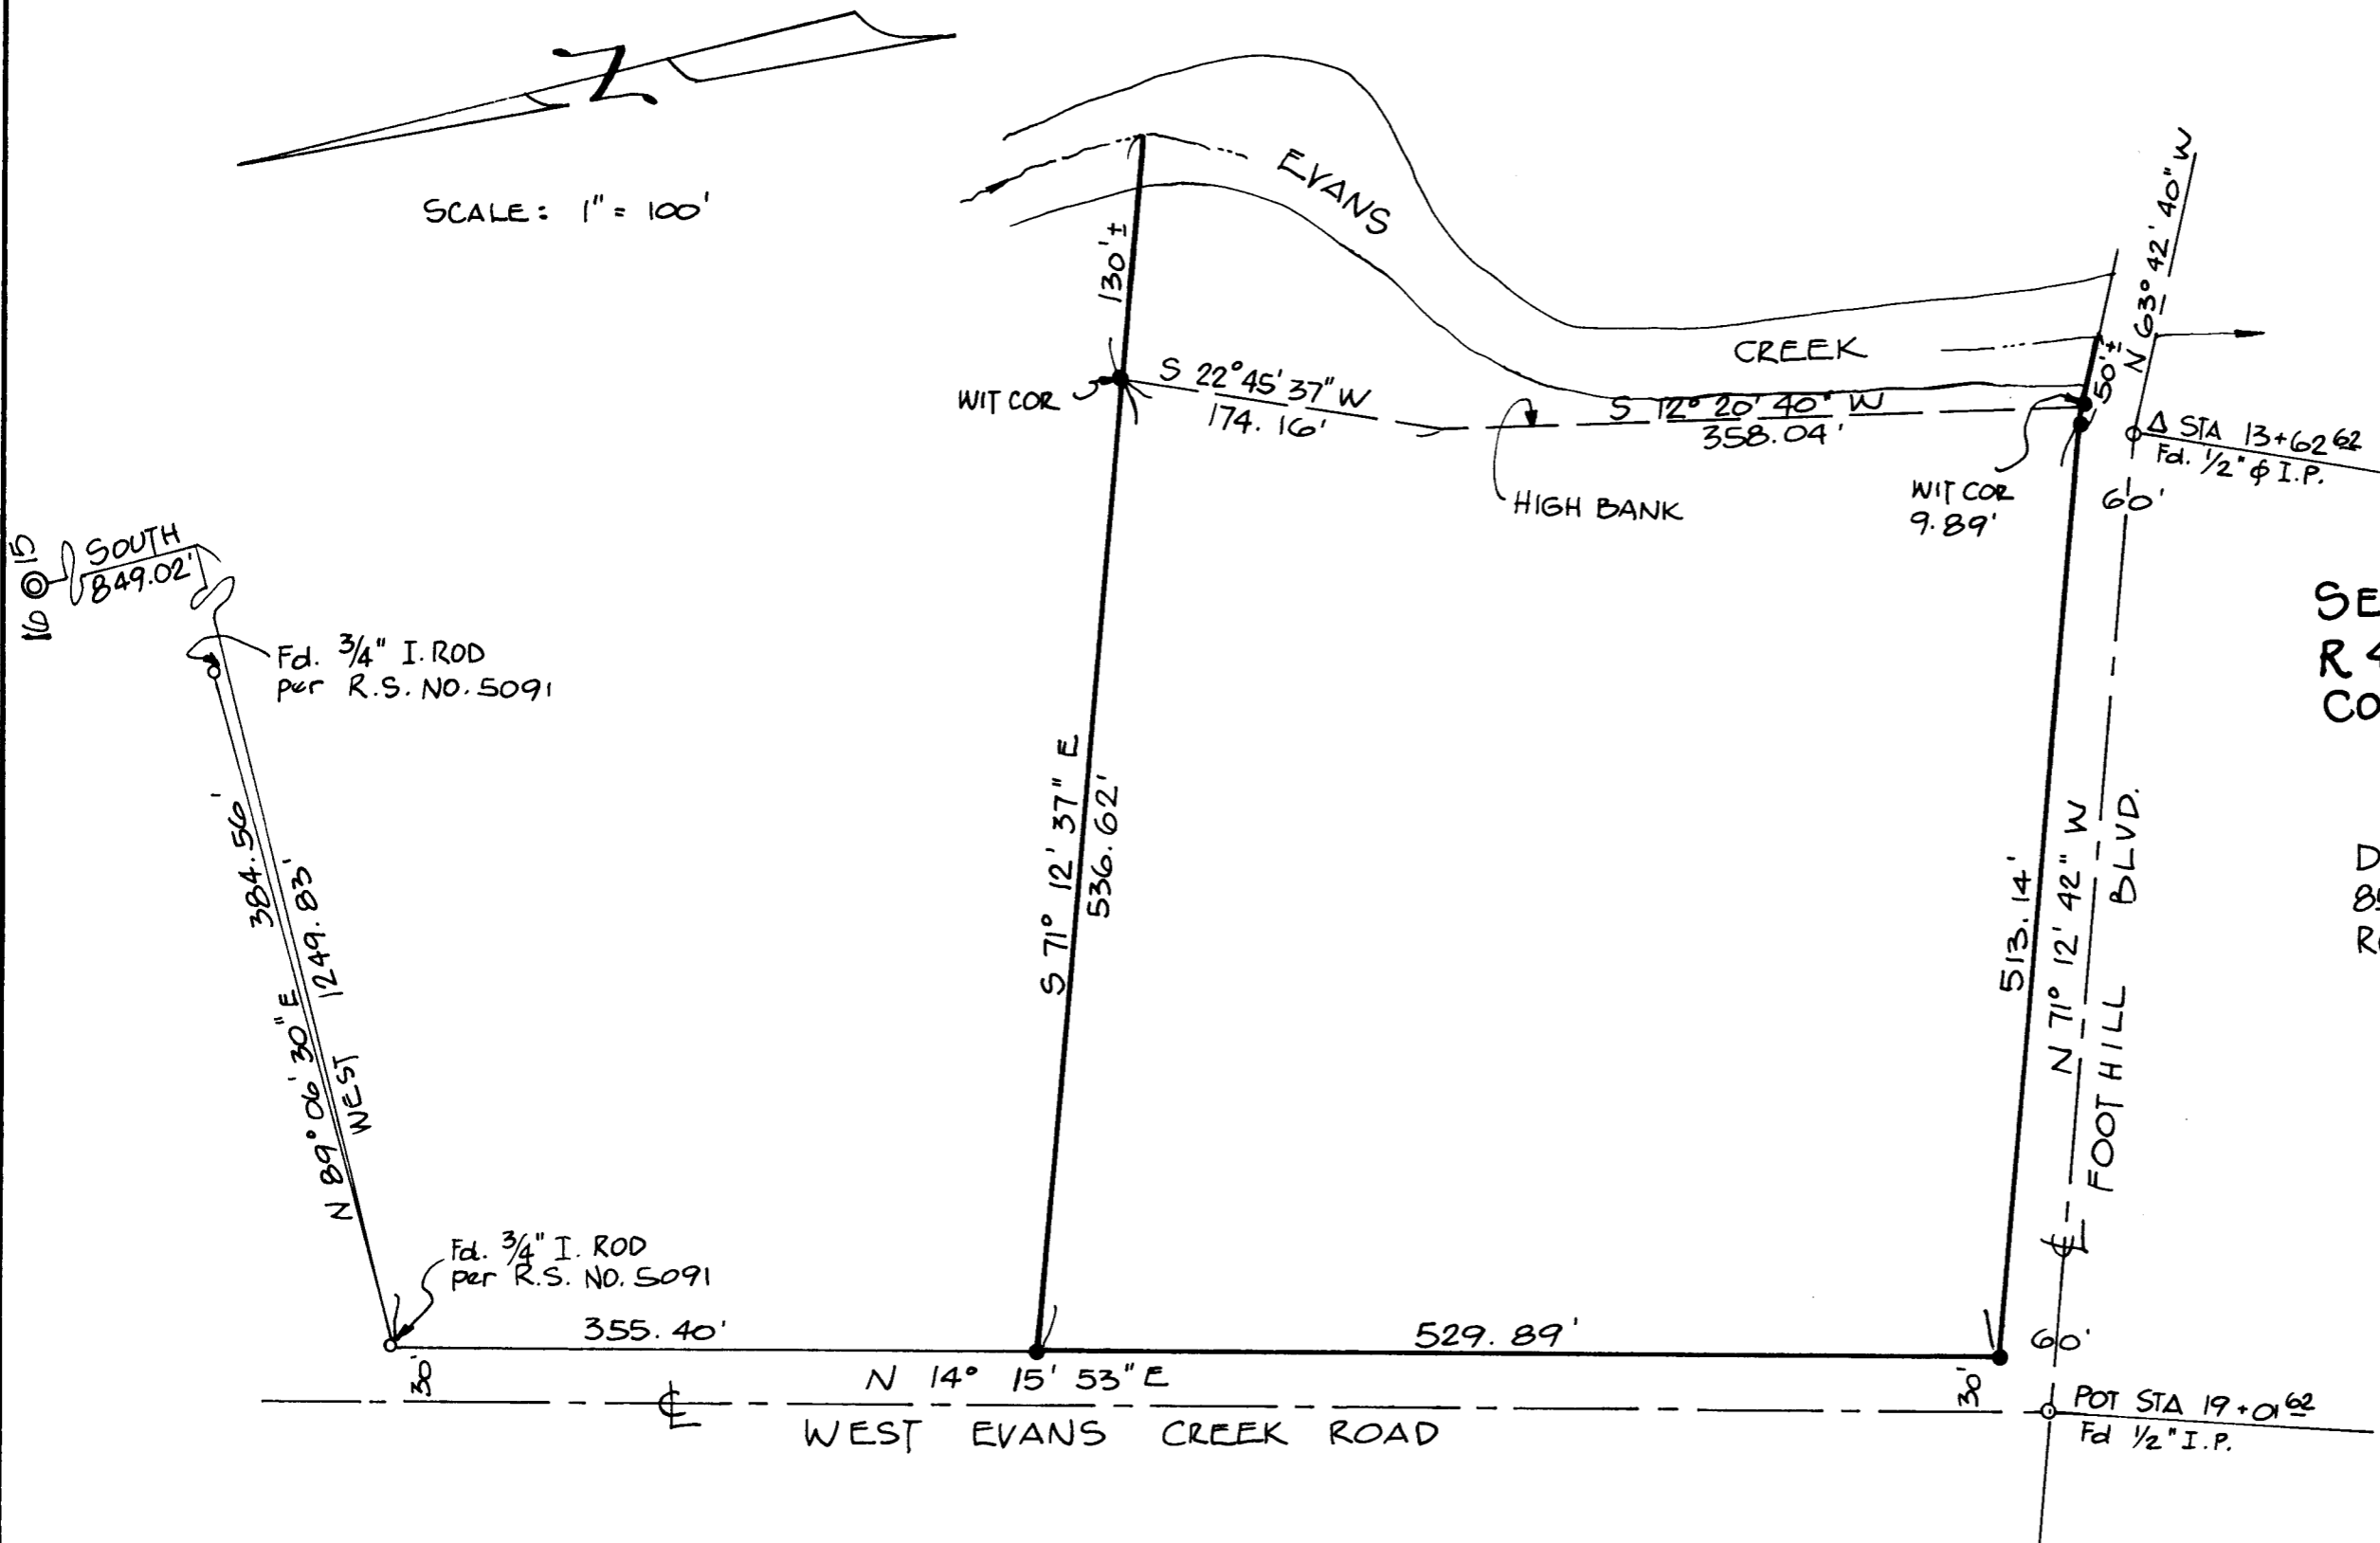 N
SCALE: 1" = 100'
EVANS
CREEK
130'±
WIT COR
S 22° 45' 37" W
174.16'
S 12° 20' 40" W
358.04'
HIGH BANK
WIT COR
9.89'
50'±
N 63° 42' 40" W
Δ STA 13+62 62
Fd. 1/2" φ I.P.
60'
16 15
SOUTH
849.02'
Fd. 3/4" I. ROD
per R.S. NO. 5091
384.56'
N 89° 06' 30" E
1249.83'
WEST
S 71° 12' 37" E
536.62'
513.14'
N 71° 12' 42" W
FOOTHILL BLVD.
℄
SE
R 4
CO
D
8
R
Fd. 3/4" I. ROD
per R.S. NO. 5091
355.40'
529.89'
60'
30'
N 14° 15' 53" E
30'
℄
WEST EVANS CREEK ROAD
POT STA 19+01 62
Fd 1/2" I.P.